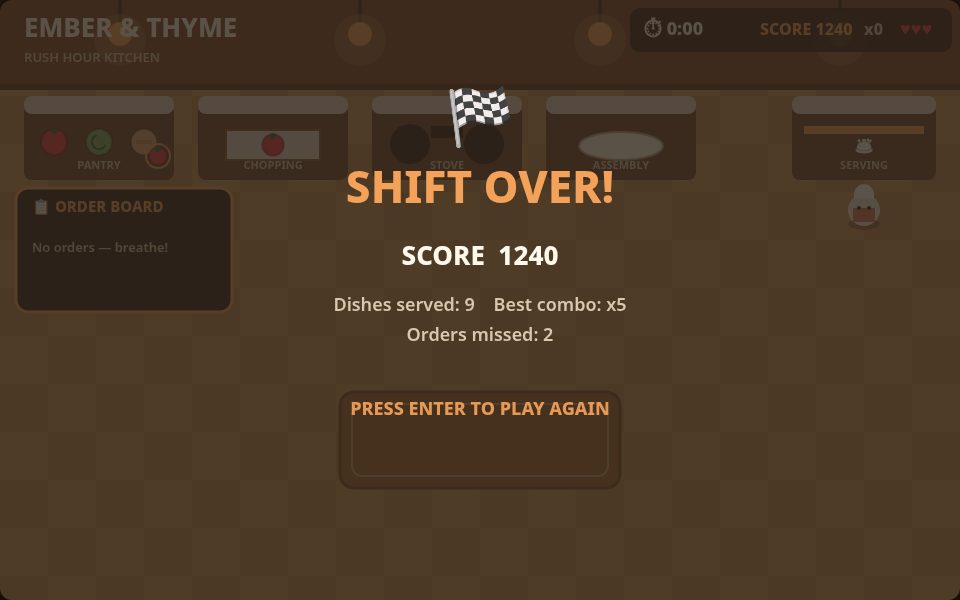 EMBER & THYME
RUSH HOUR KITCHEN
0:00 SCORE 1240 x0
PANTRY CHOPPING STOVE ASSEMBLY SERVING
ORDER BOARD
No orders — breathe!
SHIFT OVER!
SCORE 1240
Dishes served: 9 Best combo: x5
Orders missed: 2
PRESS ENTER TO PLAY AGAIN